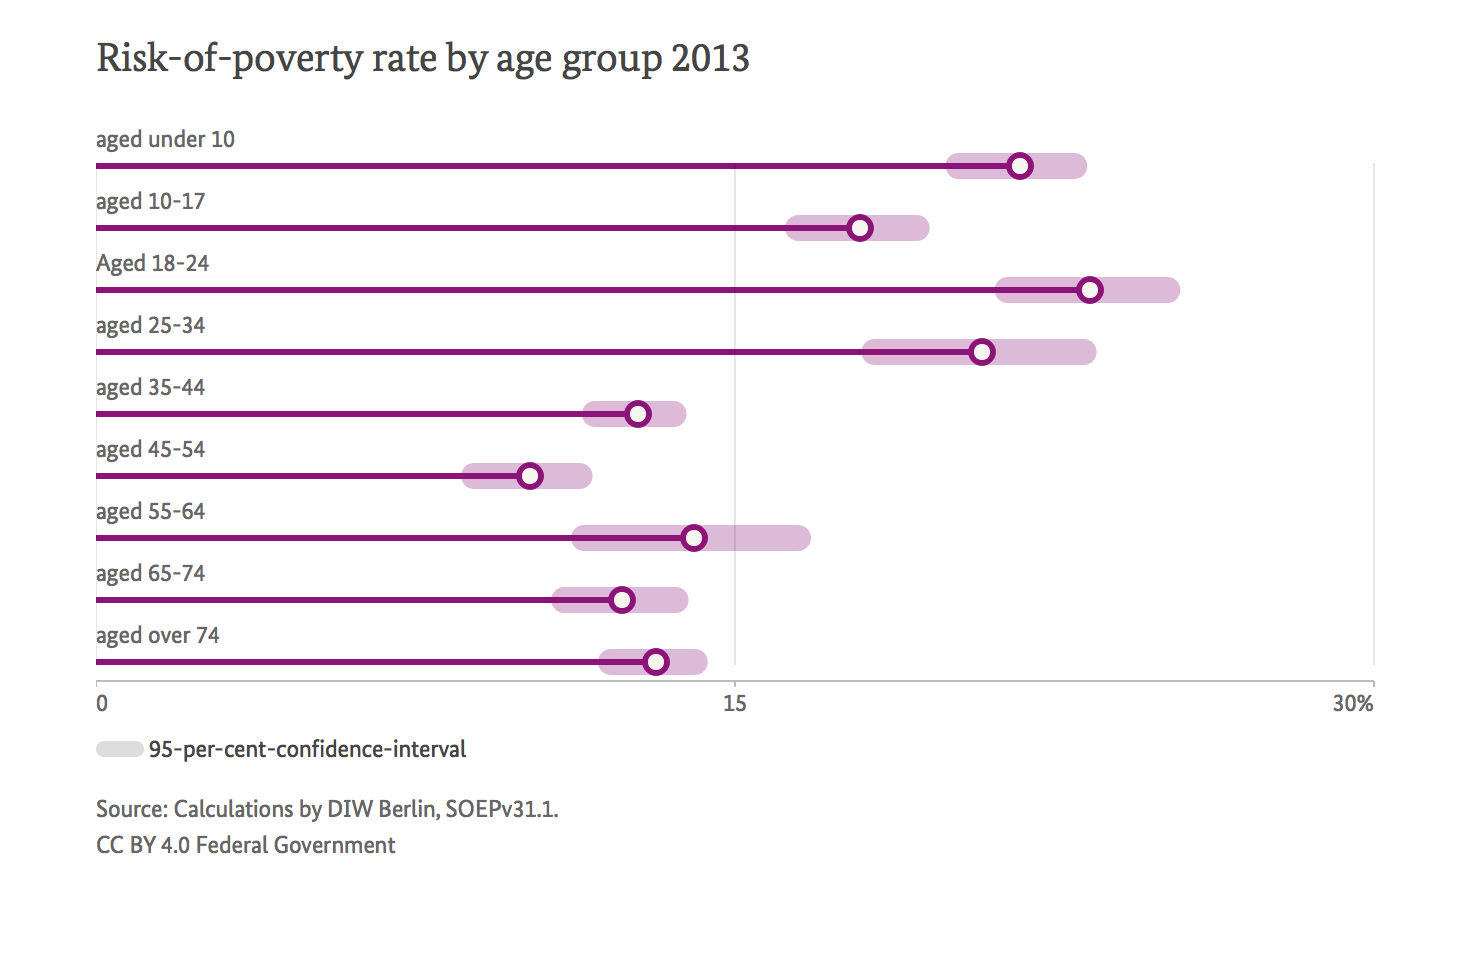 Risk-of-poverty rate by age group 2013
aged under 10
aged 10-17
Aged 18-24
aged 25-34
aged 35-44
aged 45-54
aged 55-64
aged 65-74
aged over 74
0 15 30%
95-per-cent-confidence-interval
Source: Calculations by DIW Berlin, SOEPv31.1.
CC BY 4.0 Federal Government